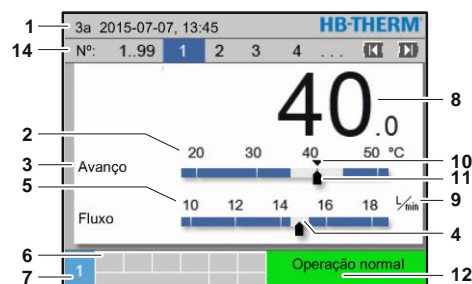 1 3a 2015-07-07, 13:45 HB-THERM
14 Nº: 1..99 1 2 3 4 ...
40.0 8
2 20 30 40 50 °C 10
3 Avanço 11
5 10 12 14 16 18 L/min 9
Fluxo 4
6 Operação normal
7 1 12